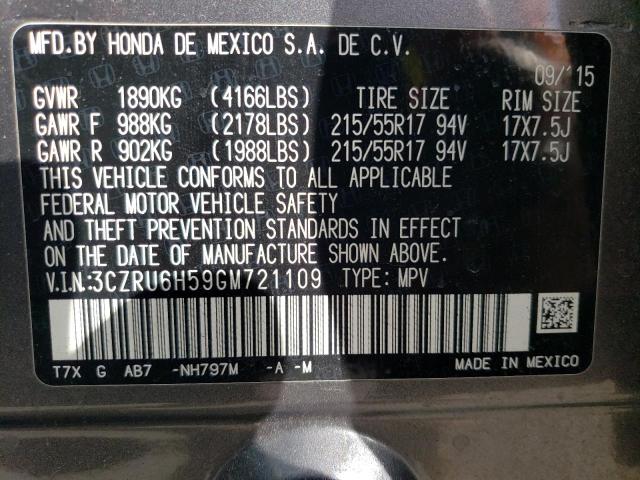 MFD.BY HONDA DE MEXICO S.A. DE C.V.
09/15
GVWR 1890KG (4166LBS) TIRE SIZE RIM SIZE
GAWR F 988KG (2178LBS) 215/55R17 94V 17X7.5J
GAWR R 902KG (1988LBS) 215/55R17 94V 17X7.5J
THIS VEHICLE CONFORMS TO ALL APPLICABLE
FEDERAL MOTOR VEHICLE SAFETY
AND THEFT PREVENTION STANDARDS IN EFFECT
ON THE DATE OF MANUFACTURE SHOWN ABOVE.
V.I.N:3CZRU6H59GM721109 TYPE:MPV
T7X G AB7 -NH797M -A -M MADE IN MEXICO